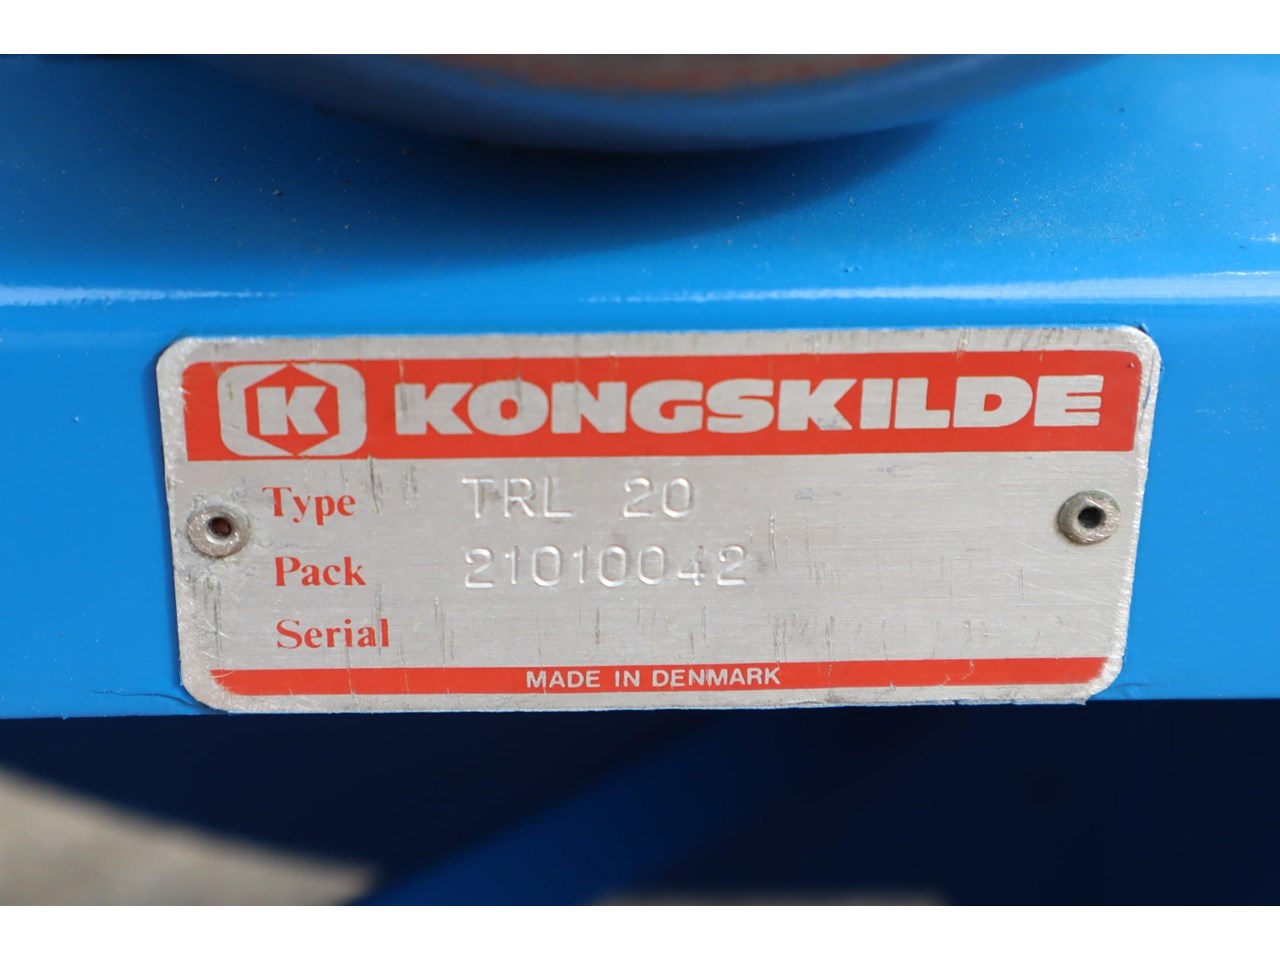 K KONGSKILDE
Type TRL 20
Pack 21010042
Serial
MADE IN DENMARK